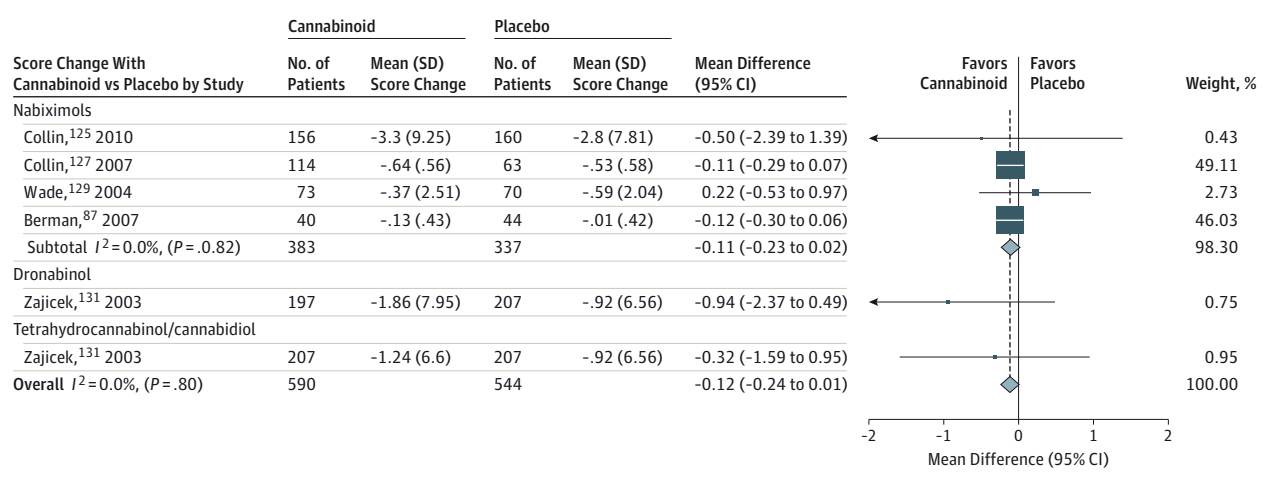 Cannabinoid Placebo
Score Change With No. of Mean (SD) No. of Mean (SD) Mean Difference Favors Favors
Cannabinoid vs Placebo by Study Patients Score Change Patients Score Change (95% CI) Cannabinoid Placebo Weight, %
Nabiximols
Collin,125 2010 156 -3.3 (9.25) 160 -2.8 (7.81) -0.50 (-2.39 to 1.39) 0.43
Collin,127 2007 114 -.64 (.56) 63 -.53 (.58) -0.11 (-0.29 to 0.07) 49.11
Wade,129 2004 73 -.37 (2.51) 70 -.59 (2.04) 0.22 (-0.53 to 0.97) 2.73
Berman,87 2007 40 -.13 (.43) 44 -.01 (.42) -0.12 (-0.30 to 0.06) 46.03
Subtotal I2=0.0%, (P=.0.82) 383 337 -0.11 (-0.23 to 0.02) 98.30
Dronabinol
Zajicek,131 2003 197 -1.86 (7.95) 207 -.92 (6.56) -0.94 (-2.37 to 0.49) 0.75
Tetrahydrocannabinol/cannabidiol
Zajicek,131 2003 207 -1.24 (6.6) 207 -.92 (6.56) -0.32 (-1.59 to 0.95) 0.95
Overall I2=0.0%, (P=.80) 590 544 -0.12 (-0.24 to 0.01) 100.00
-2 -1 0 1 2
Mean Difference (95% CI)